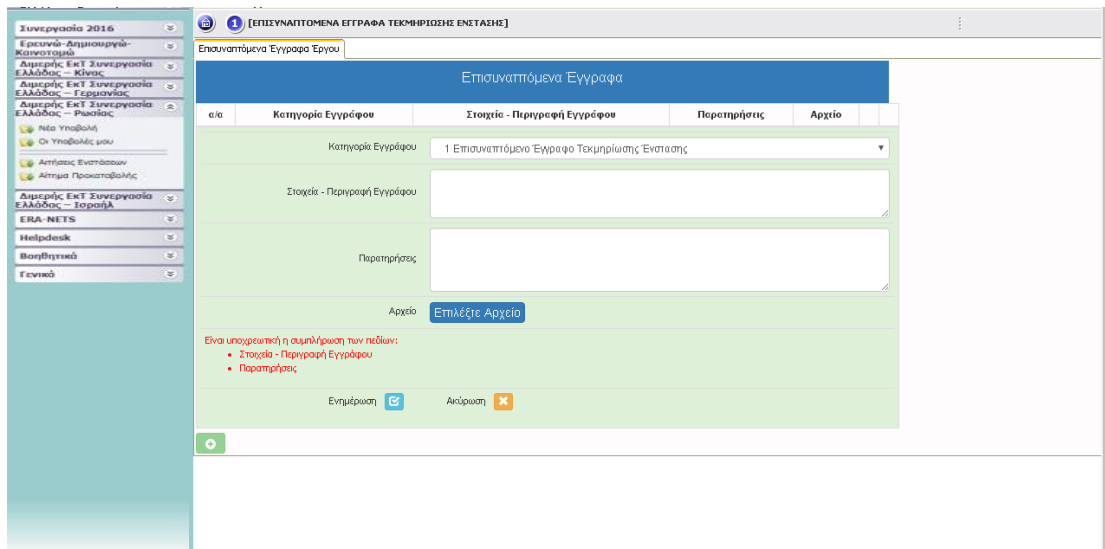 Συνεργασία 2016
Ερευνώ-Δημιουργώ-
Καινοτομώ
Διμερής ΕκΤ Συνεργασία
Ελλάδος – Κίνας
Διμερής ΕκΤ Συνεργασία
Ελλάδος – Γερμανίας
Διμερής ΕκΤ Συνεργασία
Ελλάδος – Ρωσίας
Νέα Υποβολή
Οι Υποβολές μου
Αιτήσεις Ενστάσεων
Αίτημα Προκαταβολής
Διμερής ΕκΤ Συνεργασία
Ελλάδος – Ισραήλ
ERA-NETS
Helpdesk
Βοηθητικά
Γενικά
1 [ΕΠΙΣΥΝΑΠΤΟΜΕΝΑ ΕΓΓΡΑΦΑ ΤΕΚΜΗΡΙΩΣΗΣ ΕΝΣΤΑΣΗΣ]
Επισυναπτόμενα Έγγραφα Έργου
Επισυναπτόμενα Έγγραφα
α/α Κατηγορία Εγγράφου Στοιχεία - Περιγραφή Εγγράφου Παρατηρήσεις Αρχείο
Κατηγορία Εγγράφου 1 Επισυναπτόμενο Έγγραφο Τεκμηρίωσης Ένστασης
Στοιχεία - Περιγραφή Εγγράφου
Παρατηρήσεις
Αρχείο Επιλέξτε Αρχείο
Είναι υποχρεωτική η συμπλήρωση των πεδίων:
• Στοιχεία - Περιγραφή Εγγράφου
• Παρατηρήσεις
Ενημέρωση Ακύρωση